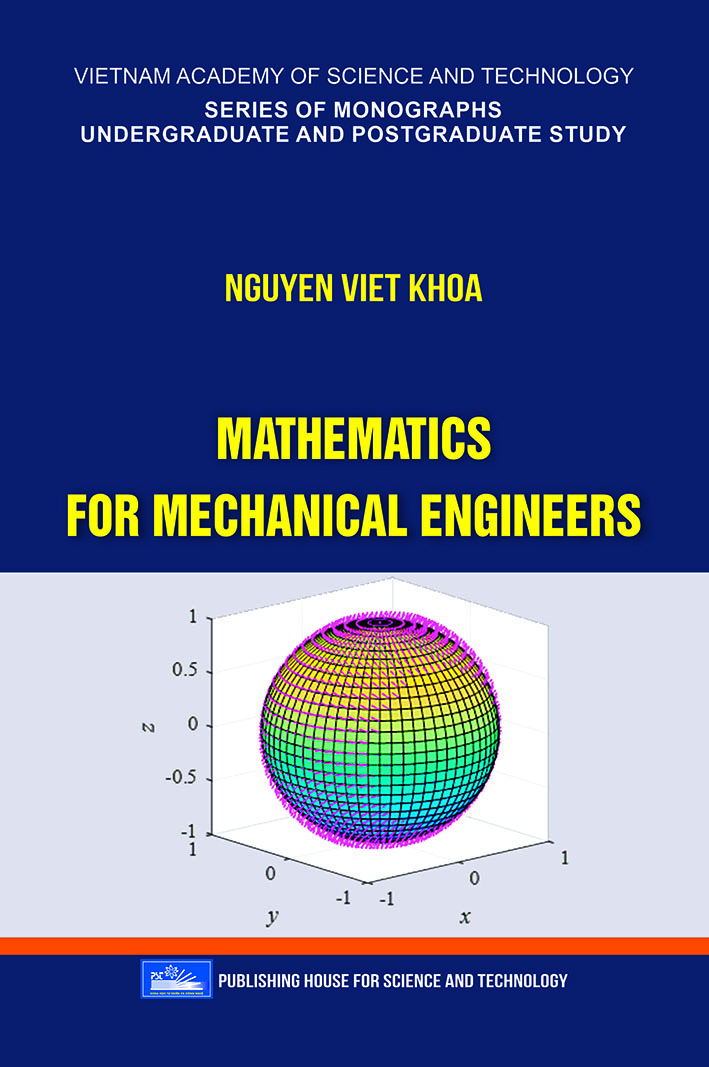 VIETNAM ACADEMY OF SCIENCE AND TECHNOLOGY
SERIES OF MONOGRAPHS
UNDERGRADUATE AND POSTGRADUATE STUDY
NGUYEN VIET KHOA
MATHEMATICS
FOR MECHANICAL ENGINEERS
1
0.5
0
-0.5
-1
z
1
0
-1
y
-1
0
1
x
PUBLISHING HOUSE FOR SCIENCE AND TECHNOLOGY